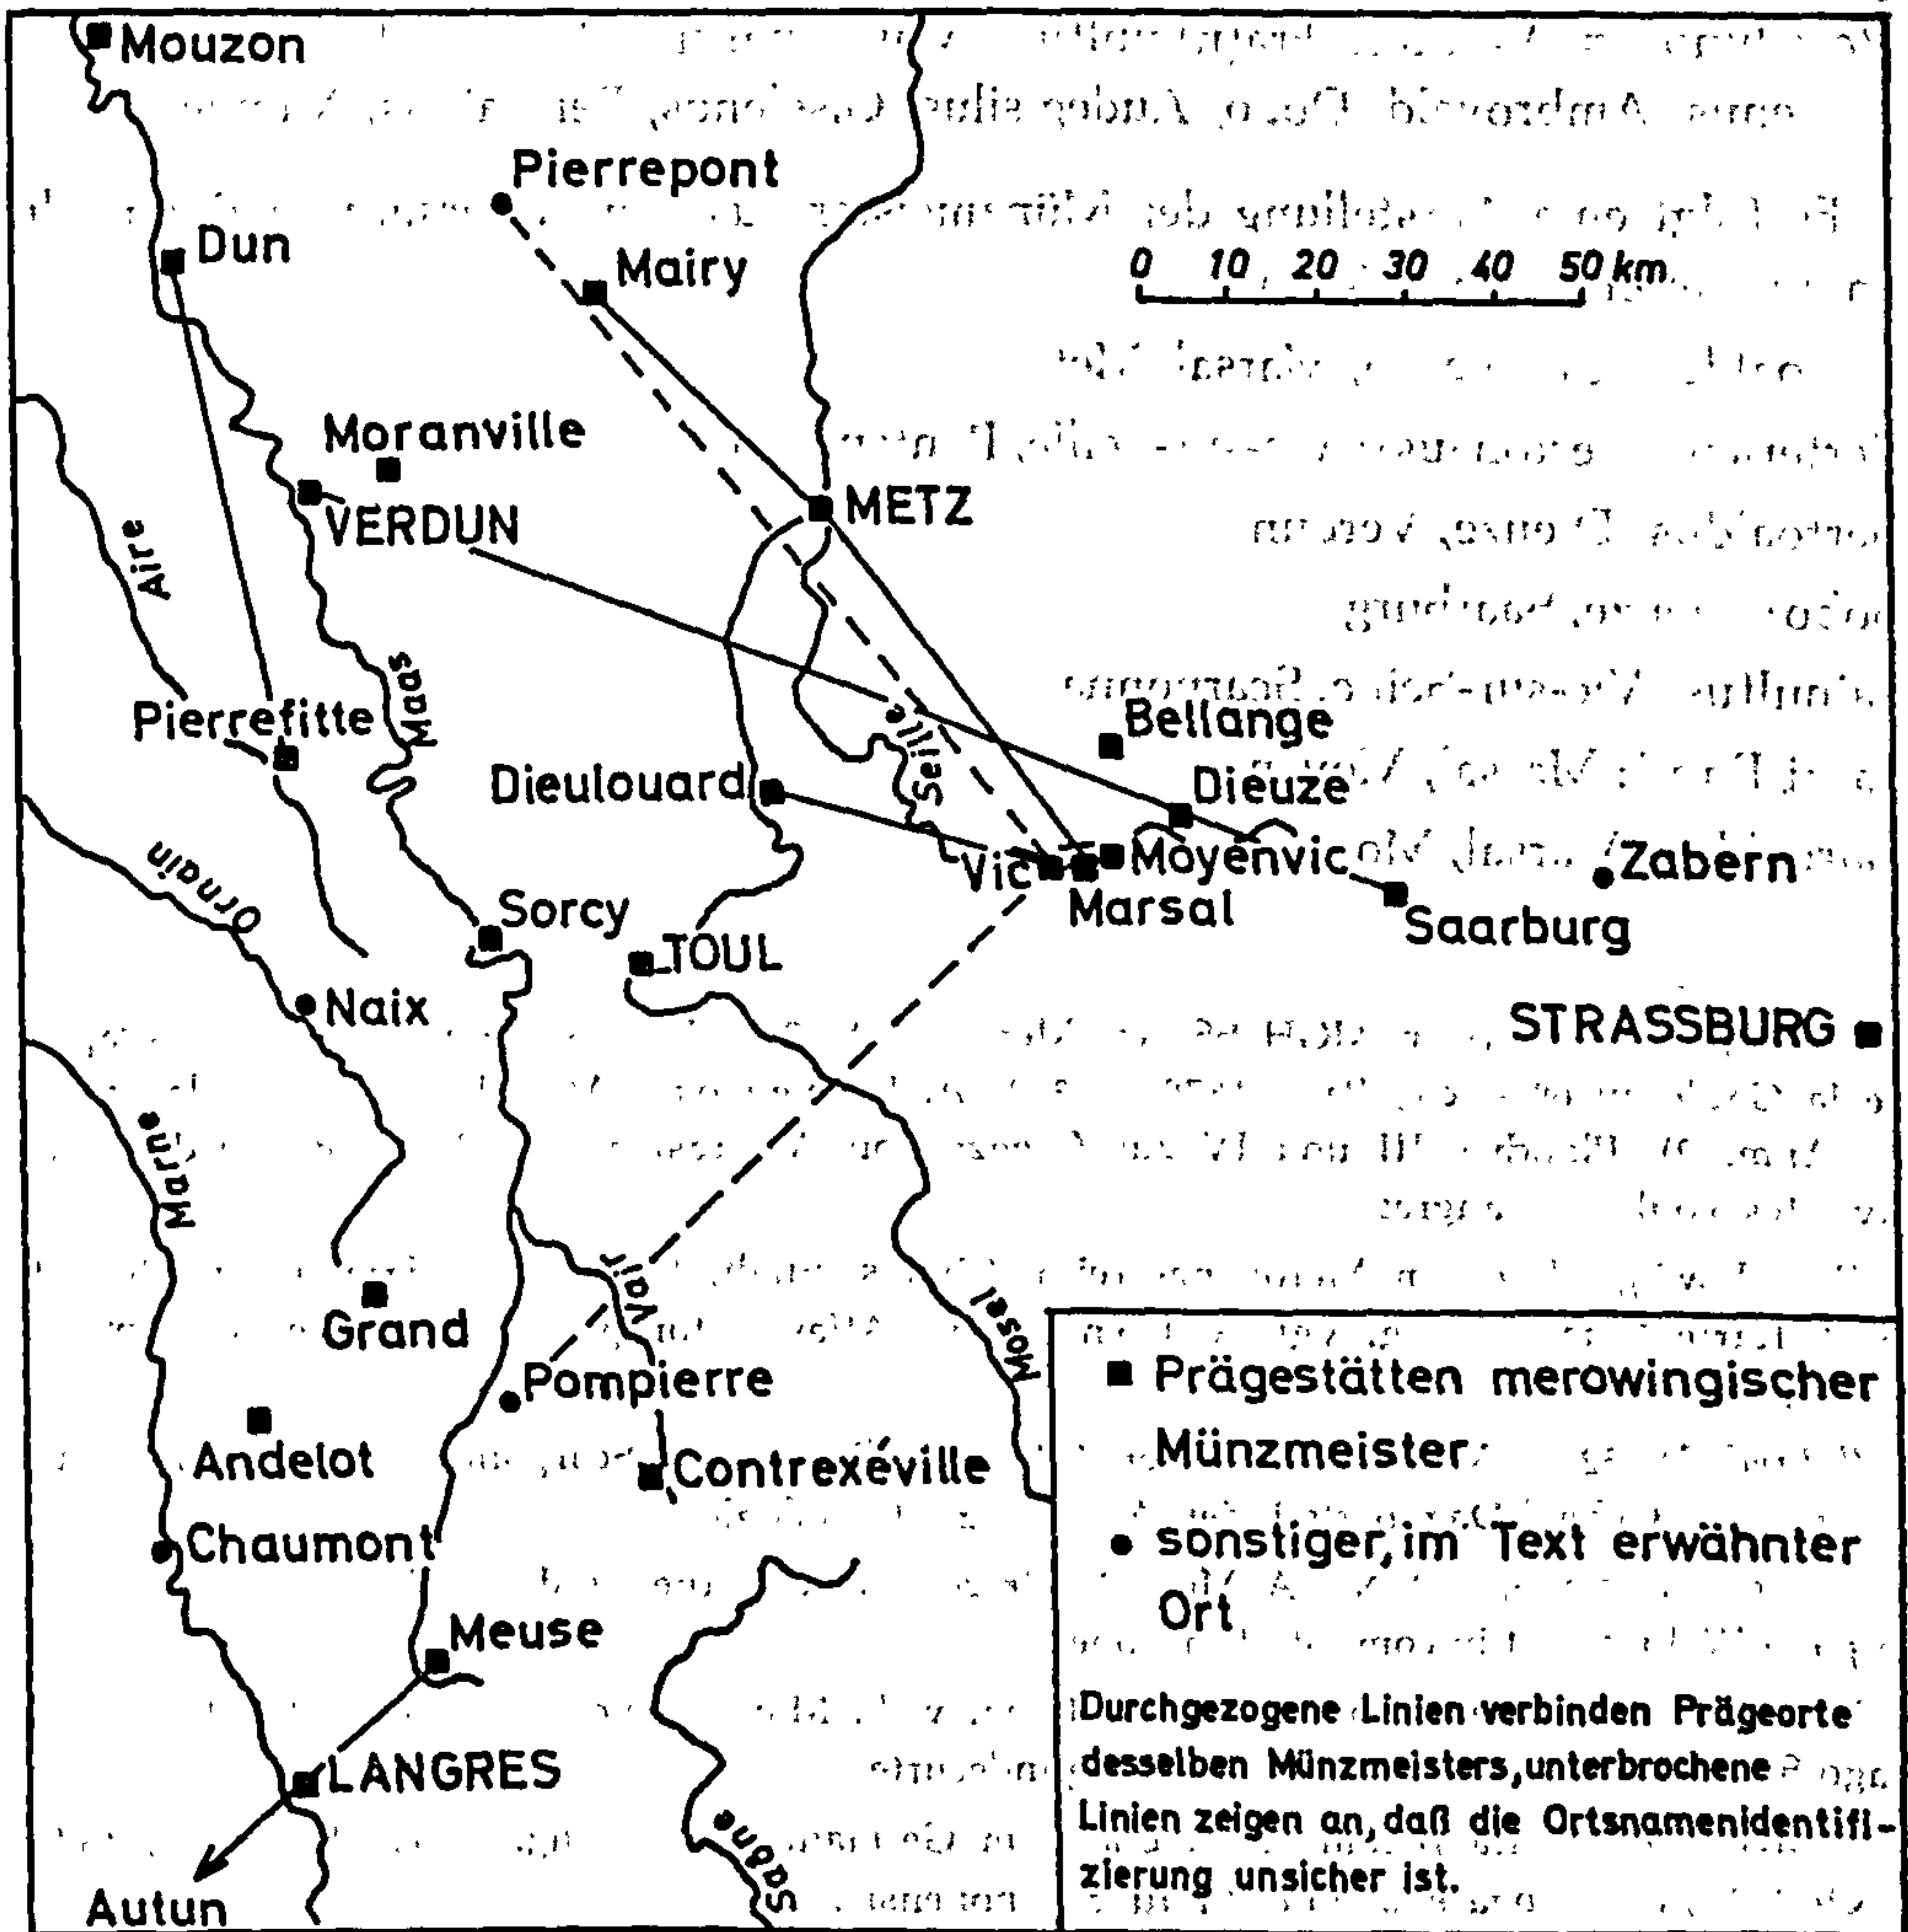 Mouzon
Pierrepont
Dun
Mairy
0 10 20 30 40 50 km
Moranville
METZ
VERDUN
Aire
Maas
Pierrefitte
Seille
Bellange
Dieulouard
Dieuze
Vic
Moyenvic
Zabern
Marsal
Saarburg
Ornain
Sorcy
TOUL
Naix
STRASSBURG
Marne
Vair
Mosel
Grand
Pompierre
Andelot
Contrexéville
Chaumont
Meuse
LANGRES
Saône
Autun
Prägestätten merowingischer
Münzmeister
sonstiger, im Text erwähnter
Ort
Durchgezogene Linien verbinden Prägeorte
desselben Münzmeisters, unterbrochene
Linien zeigen an, daß die Ortsnamenidentifi-
zierung unsicher ist.